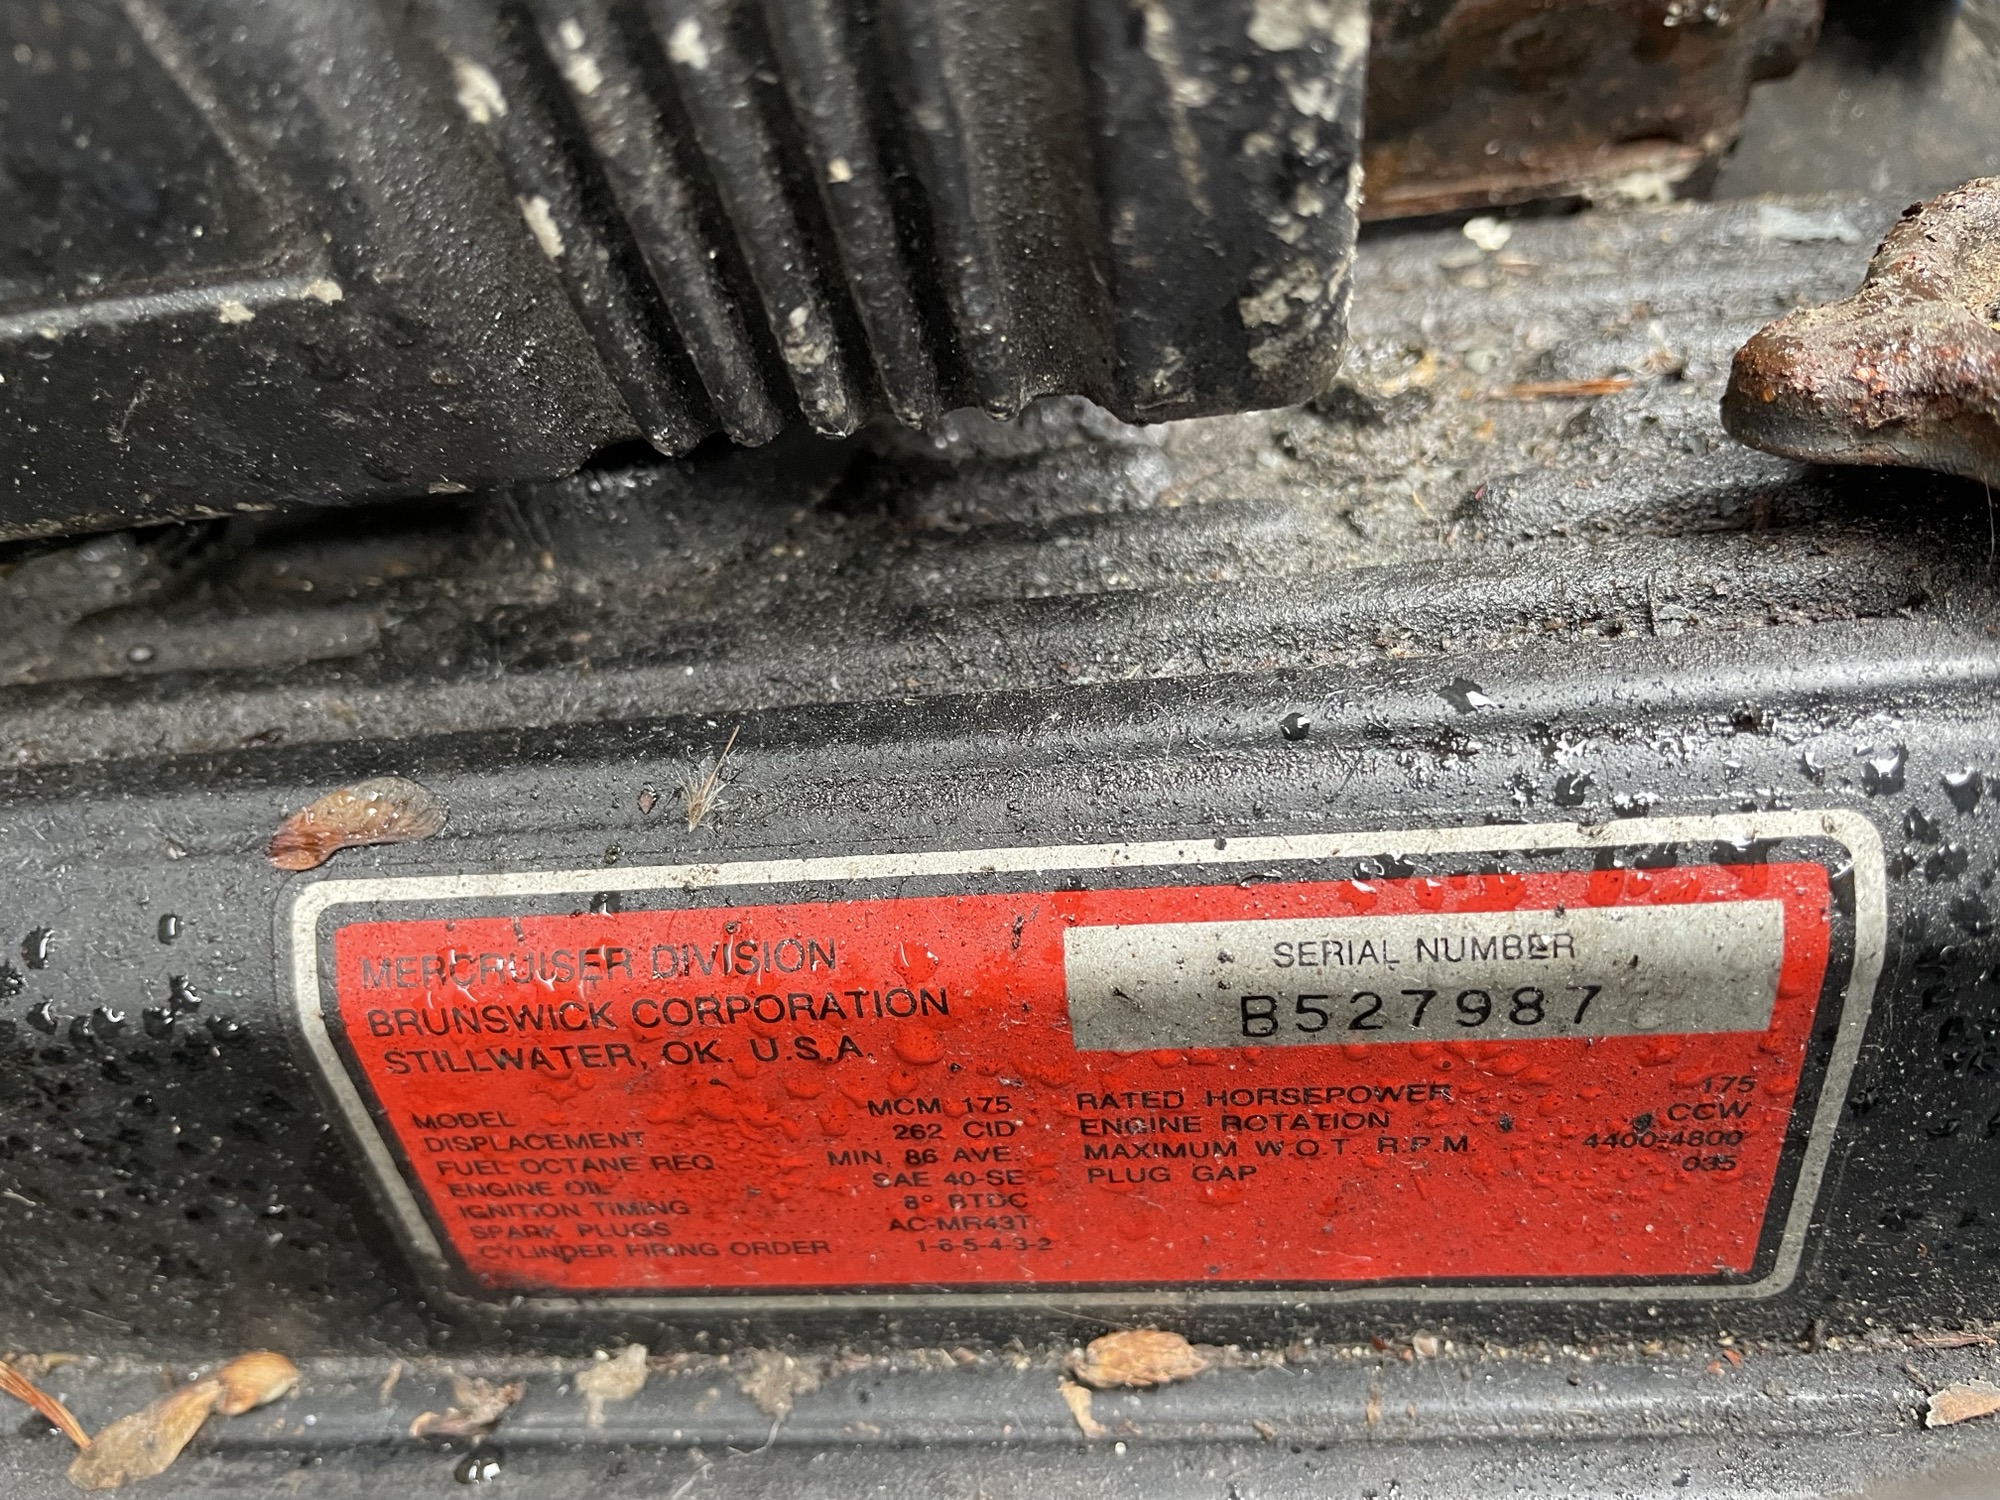 MERCRUISER DIVISION
BRUNSWICK CORPORATION
STILLWATER, OK. U.S.A.
SERIAL NUMBER
B527987
MODEL MCM 175
DISPLACEMENT 262 CID
FUEL OCTANE REQ MIN. 86 AVE.
ENGINE OIL SAE 40-SE
IGNITION TIMING 8° BTDC
SPARK PLUGS AC-MR43T
CYLINDER FIRING ORDER 1-6-5-4-3-2
RATED HORSEPOWER 175
ENGINE ROTATION CCW
MAXIMUM W.O.T. R.P.M. 4400-4800
PLUG GAP 035